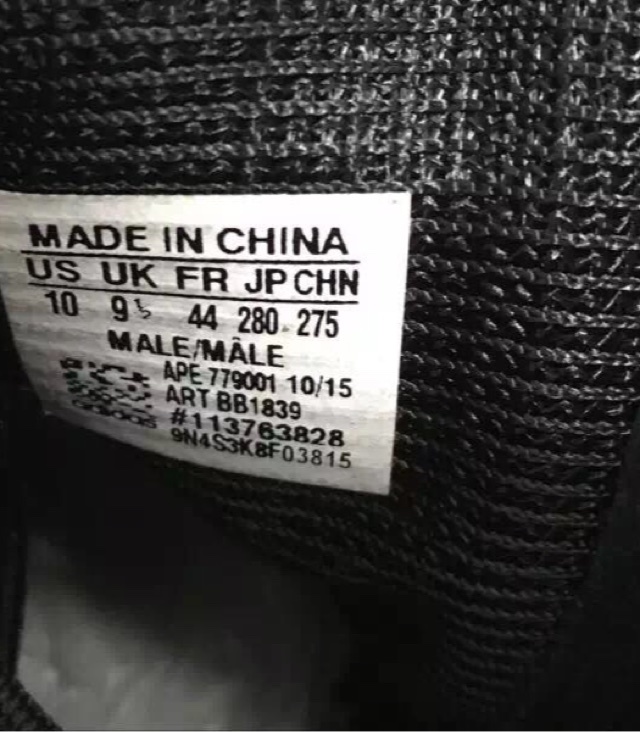 MADE IN CHINA
US UK FR JP CHN
10 9½ 44 280 275
MALE/MÂLE
APE 779001 10/15
ART BB1839
#113763828
9N4S3K8F03815
adidas